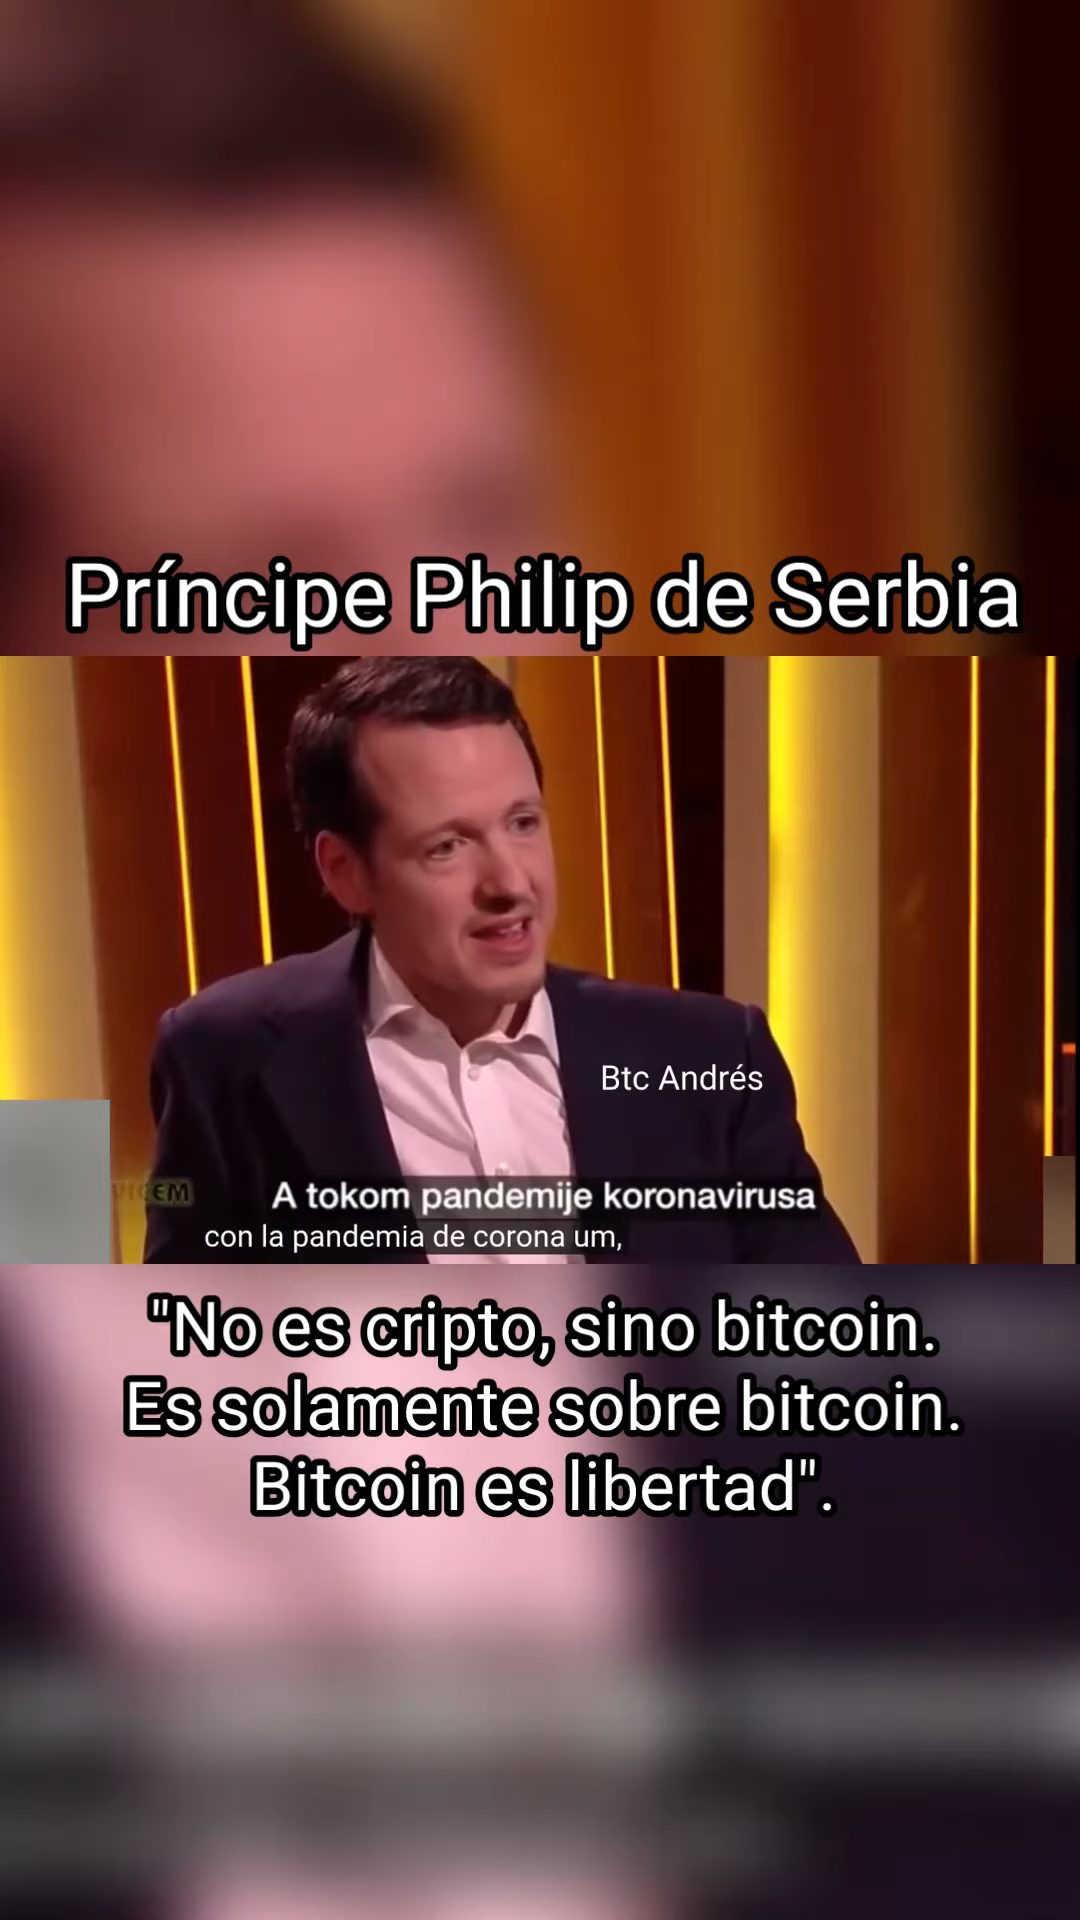 Príncipe Philip de Serbia
Btc Andrés
A tokom pandemije koronavirusa
con la pandemia de corona um,
"No es cripto, sino bitcoin.
Es solamente sobre bitcoin.
Bitcoin es libertad".